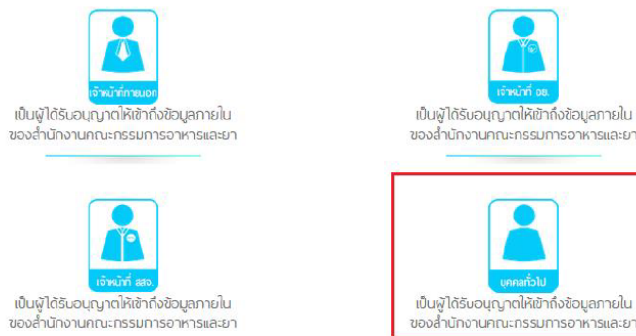 เจ้าหน้าที่ภายนอก
เป็นผู้ได้รับอนุญาตให้เข้าถึงข้อมูลภายใน
ของสำนักงานคณะกรรมการอาหารและยา
เจ้าหน้าที่ อย.
เป็นผู้ได้รับอนุญาตให้เข้าถึงข้อมูลภายใน
ของสำนักงานคณะกรรมการอาหารและยา
เจ้าหน้าที่ สสจ.
เป็นผู้ได้รับอนุญาตให้เข้าถึงข้อมูลภายใน
ของสำนักงานคณะกรรมการอาหารและยา
บุคคลทั่วไป
เป็นผู้ได้รับอนุญาตให้เข้าถึงข้อมูลภายใน
ของสำนักงานคณะกรรมการอาหารและยา